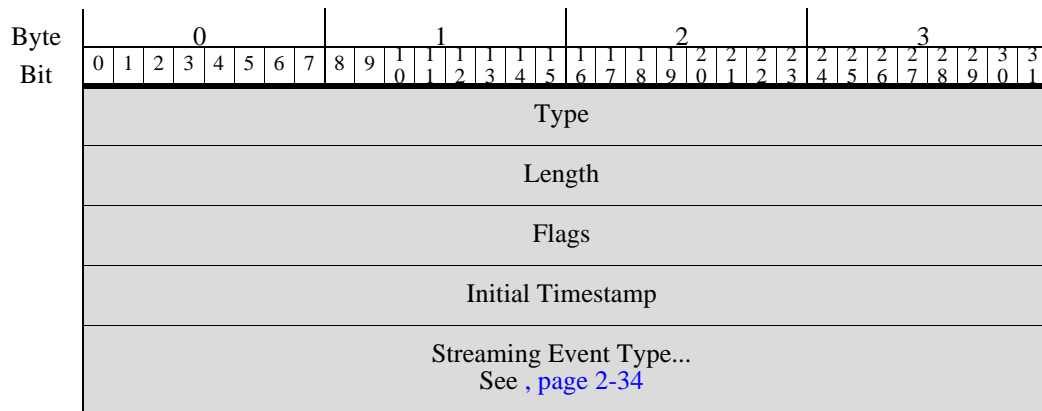 Byte 0 1 2 3
Bit 0 1 2 3 4 5 6 7 8 9 10 11 12 13 14 15 16 17 18 19 20 21 22 23 24 25 26 27 28 29 30 31
Type
Length
Flags
Initial Timestamp
Streaming Event Type...
See , page 2-34